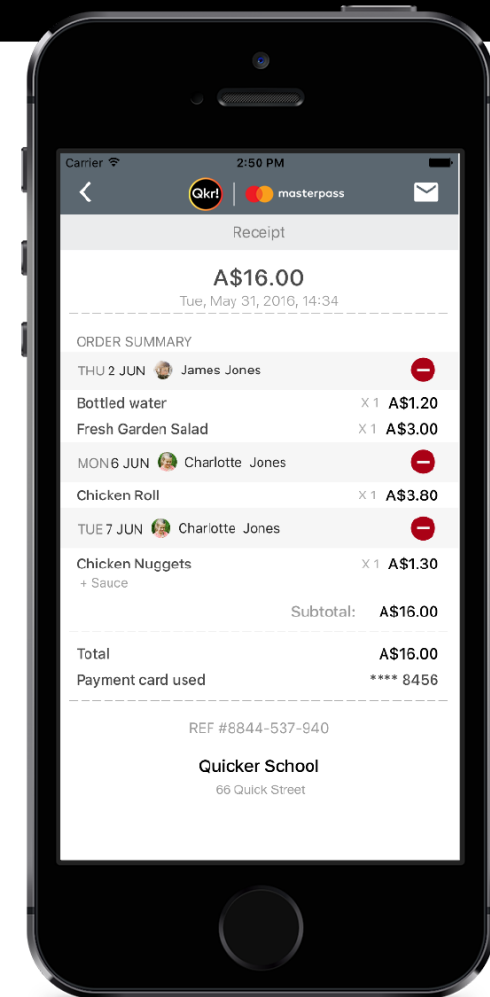 Carrier 2:50 PM
Qkr! masterpass
Receipt
A$16.00
Tue, May 31, 2016, 14:34
ORDER SUMMARY
THU 2 JUN James Jones
Bottled water X 1 A$1.20
Fresh Garden Salad X 1 A$3.00
MON 6 JUN Charlotte Jones
Chicken Roll X 1 A$3.80
TUE 7 JUN Charlotte Jones
Chicken Nuggets X 1 A$1.30
+ Sauce
Subtotal: A$16.00
Total A$16.00
Payment card used **** 8456
REF #8844-537-940
Quicker School
66 Quick Street